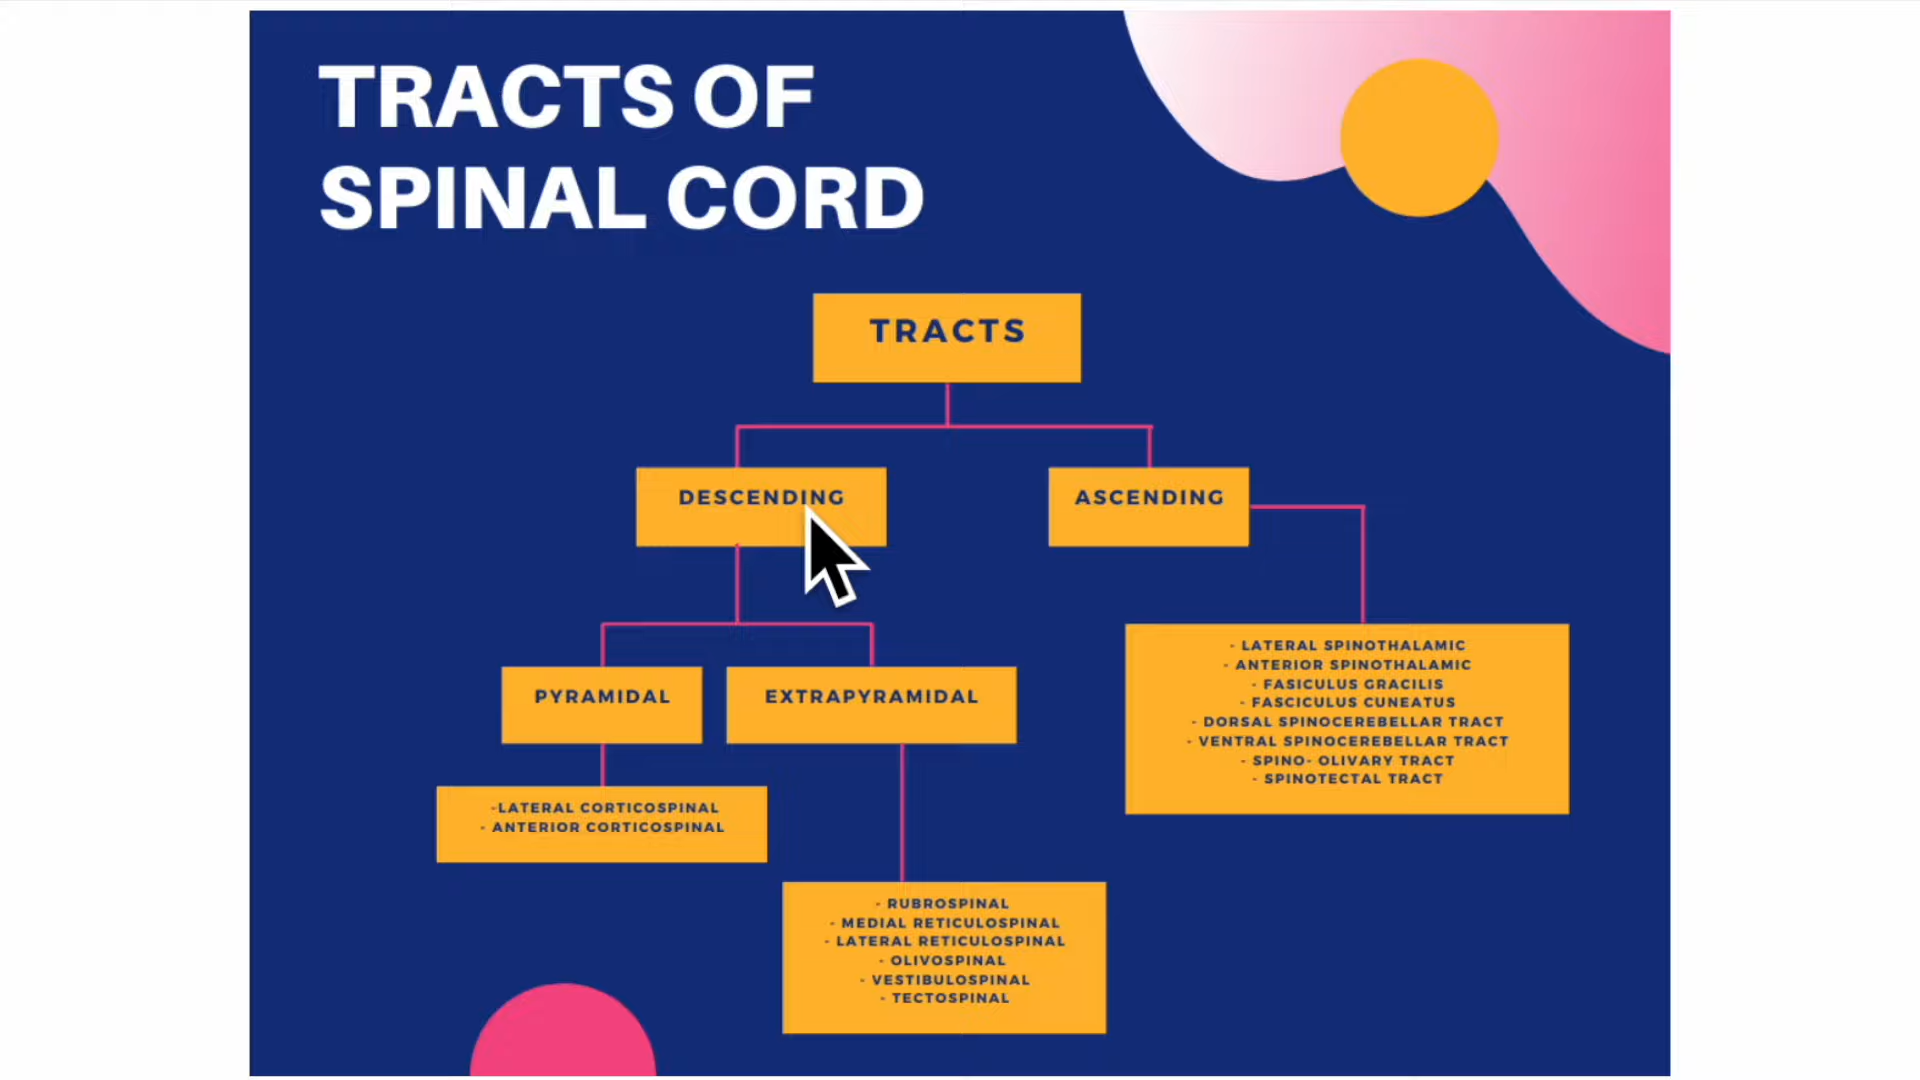 TRACTS OF
SPINAL CORD
TRACTS
DESCENDING
ASCENDING
PYRAMIDAL
EXTRAPYRAMIDAL
- LATERAL SPINOTHALAMIC
- ANTERIOR SPINOTHALAMIC
- FASICULUS GRACILIS
- FASCICULUS CUNEATUS
- DORSAL SPINOCEREBELLAR TRACT
- VENTRAL SPINOCEREBELLAR TRACT
- SPINO- OLIVARY TRACT
- SPINOTECTAL TRACT
-LATERAL CORTICOSPINAL
- ANTERIOR CORTICOSPINAL
- RUBROSPINAL
- MEDIAL RETICULOSPINAL
- LATERAL RETICULOSPINAL
- OLIVOSPINAL
- VESTIBULOSPINAL
- TECTOSPINAL